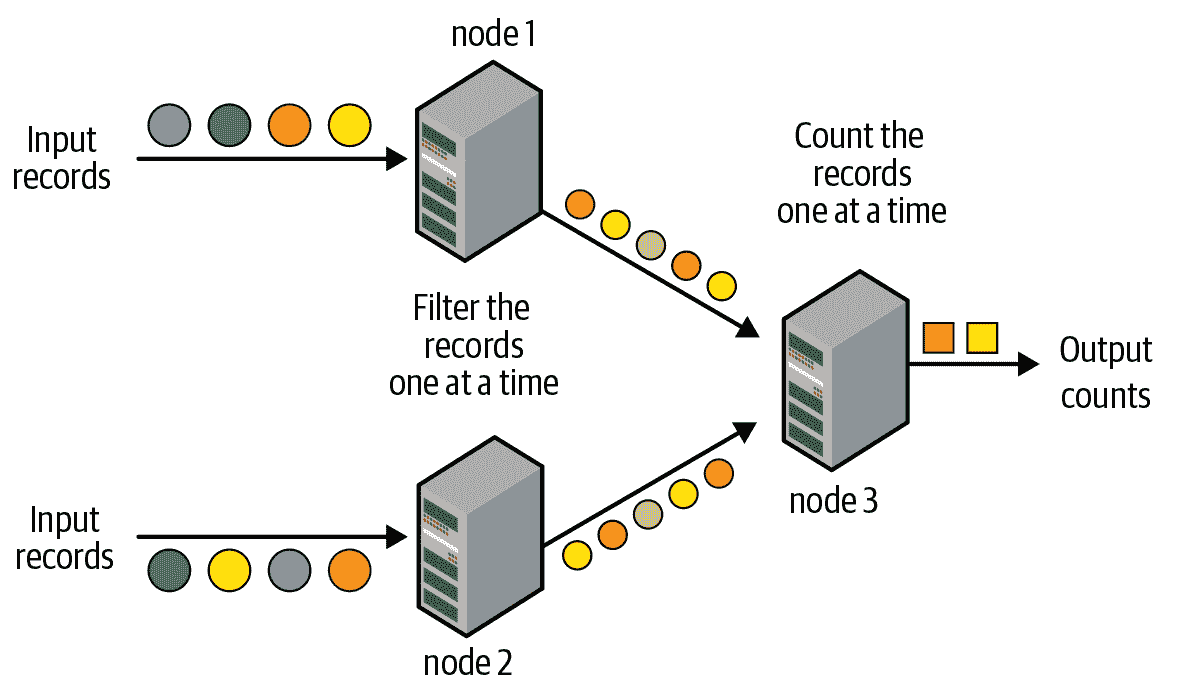 node 1
Input
records
Count the
records
one at a time
Filter the
records
one at a time
Output
counts
node 3
Input
records
node 2